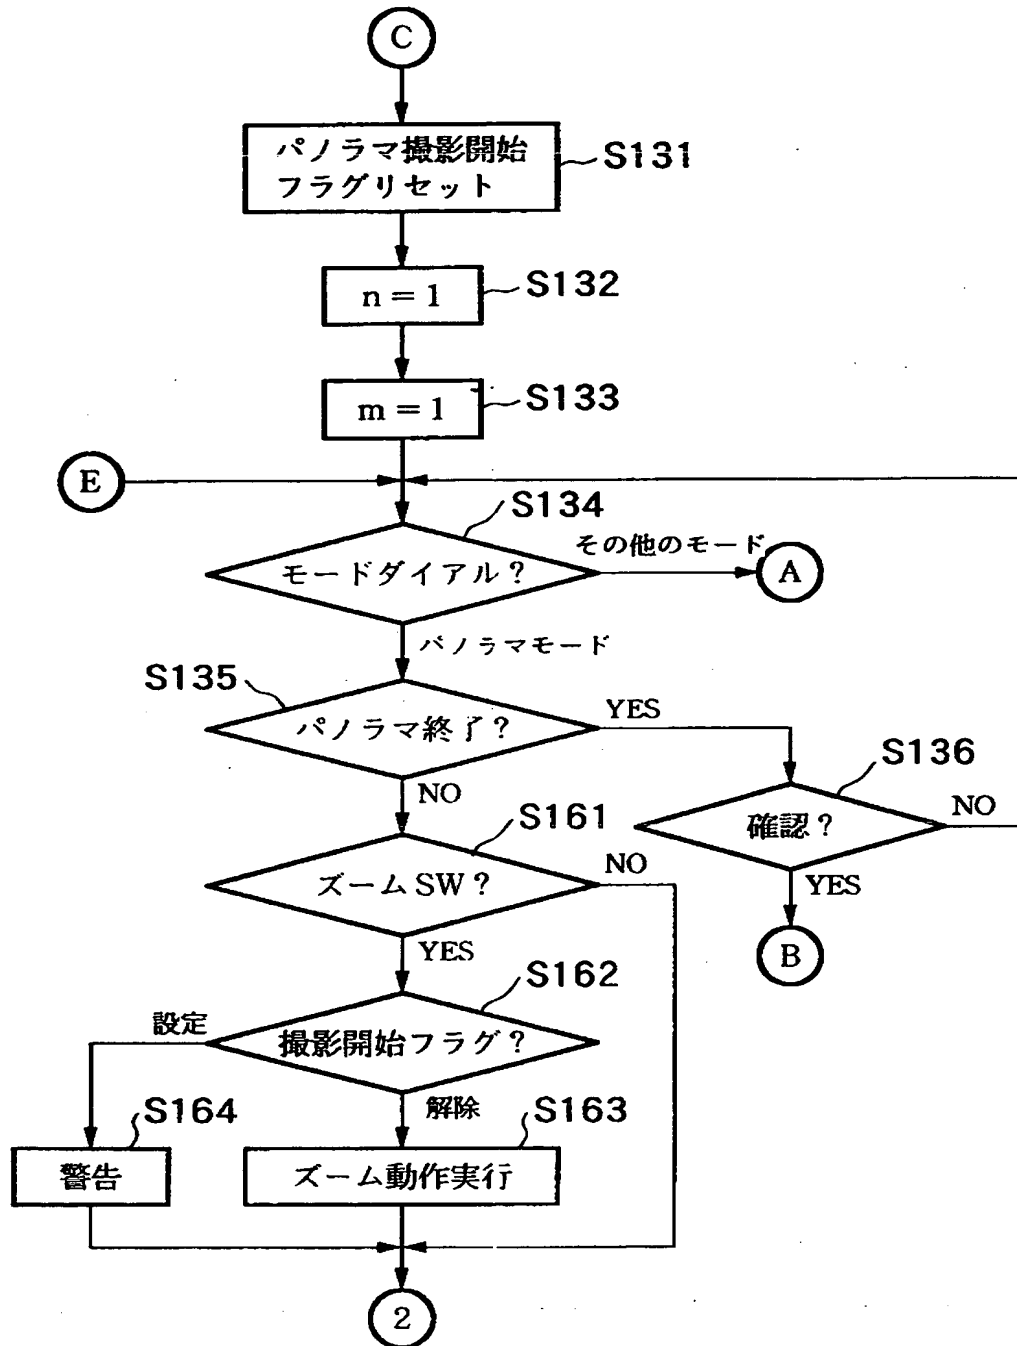 C
パノラマ撮影開始
フラグリセット
S131
n = 1
S132
m = 1
S133
E
S134
モードダイアル?
その他のモード
A
パノラマモード
S135
パノラマ終了?
YES
S136
NO
確認?
NO
YES
B
S161
ズームSW?
NO
YES
S162
設定
撮影開始フラグ?
解除
S164
S163
警告
ズーム動作実行
2